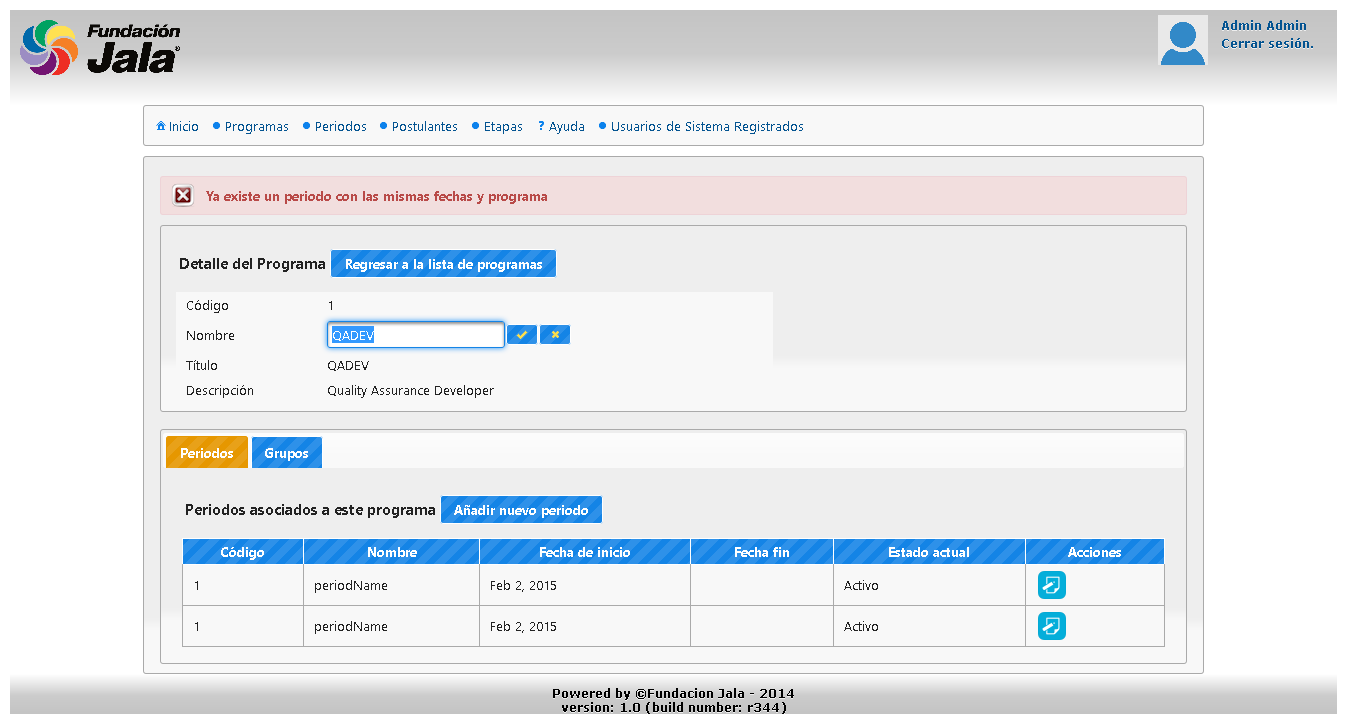 Fundación
Jala®
Admin Admin
Cerrar sesión.
Inicio Programas Periodos Postulantes Etapas ? Ayuda Usuarios de Sistema Registrados
Ya existe un periodo con las mismas fechas y programa
Detalle del Programa Regresar a la lista de programas
Código 1
Nombre QADEV
Título QADEV
Descripción Quality Assurance Developer
Periodos Grupos
Periodos asociados a este programa Añadir nuevo periodo
Código Nombre Fecha de inicio Fecha fin Estado actual Acciones
1 periodName Feb 2, 2015 Activo
1 periodName Feb 2, 2015 Activo
Powered by ©Fundacion Jala - 2014
version: 1.0 (build number: r344)